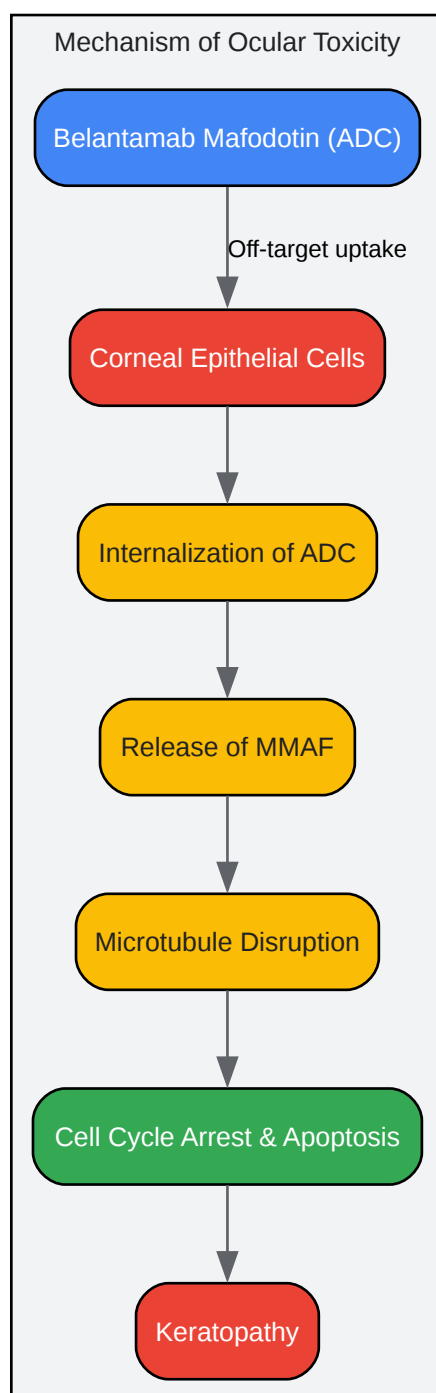 Mechanism of Ocular Toxicity
Belantamab Mafodotin (ADC)
Off-target uptake
Corneal Epithelial Cells
Internalization of ADC
Release of MMAF
Microtubule Disruption
Cell Cycle Arrest & Apoptosis
Keratopathy